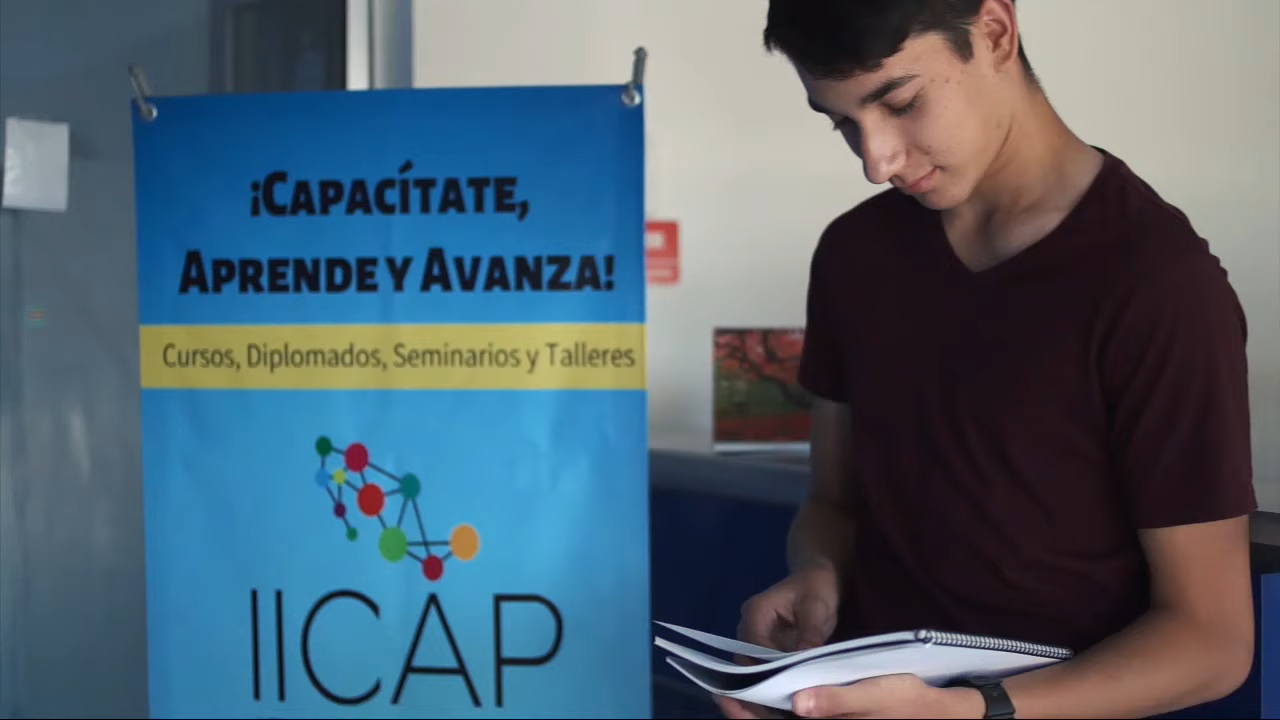 ¡CAPACÍTATE,
APRENDE Y AVANZA!
Cursos, Diplomados, Seminarios y Talleres
IICAP